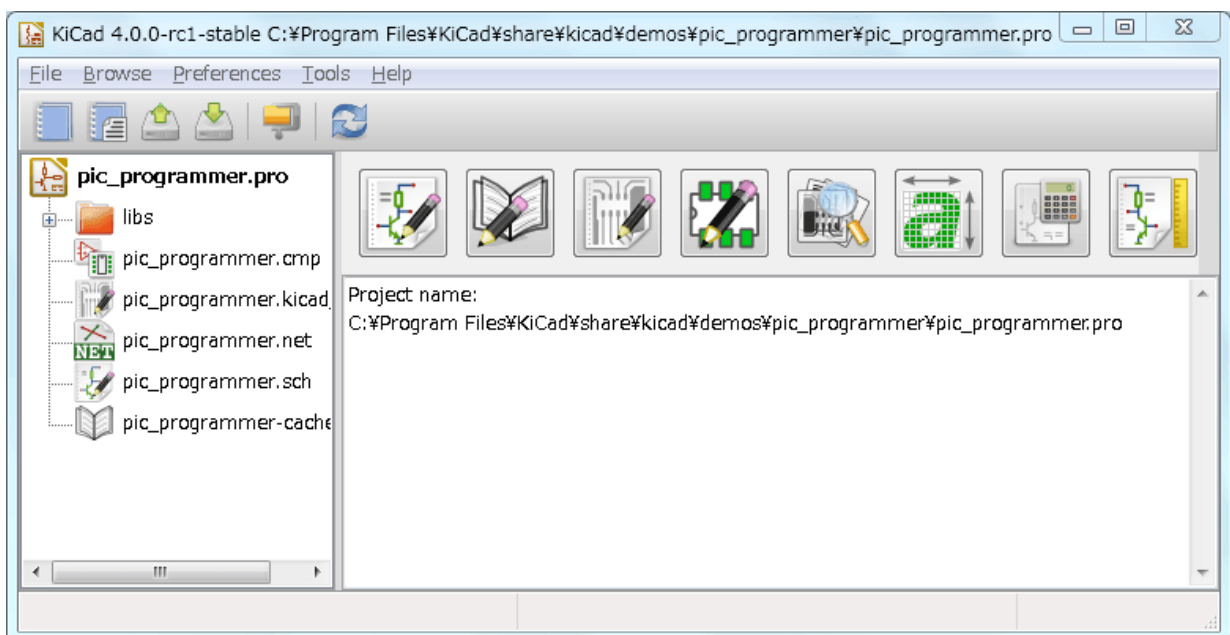 KiCad 4.0.0-rc1-stable C:¥Program Files¥KiCad¥share¥kicad¥demos¥pic_programmer¥pic_programmer.pro
File Browse Preferences Tools Help
pic_programmer.pro
libs
pic_programmer.cmp
pic_programmer.kicad_
NET pic_programmer.net
pic_programmer.sch
pic_programmer-cache
a
Project name:
C:¥Program Files¥KiCad¥share¥kicad¥demos¥pic_programmer¥pic_programmer.pro